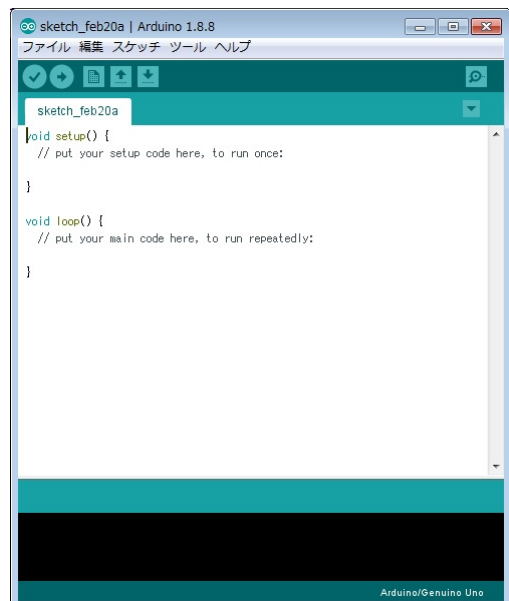 sketch_feb20a | Arduino 1.8.8
ファイル 編集 スケッチ ツール ヘルプ
sketch_feb20a
void setup() {
// put your setup code here, to run once:
}
void loop() {
// put your main code here, to run repeatedly:
}
Arduino/Genuino Uno